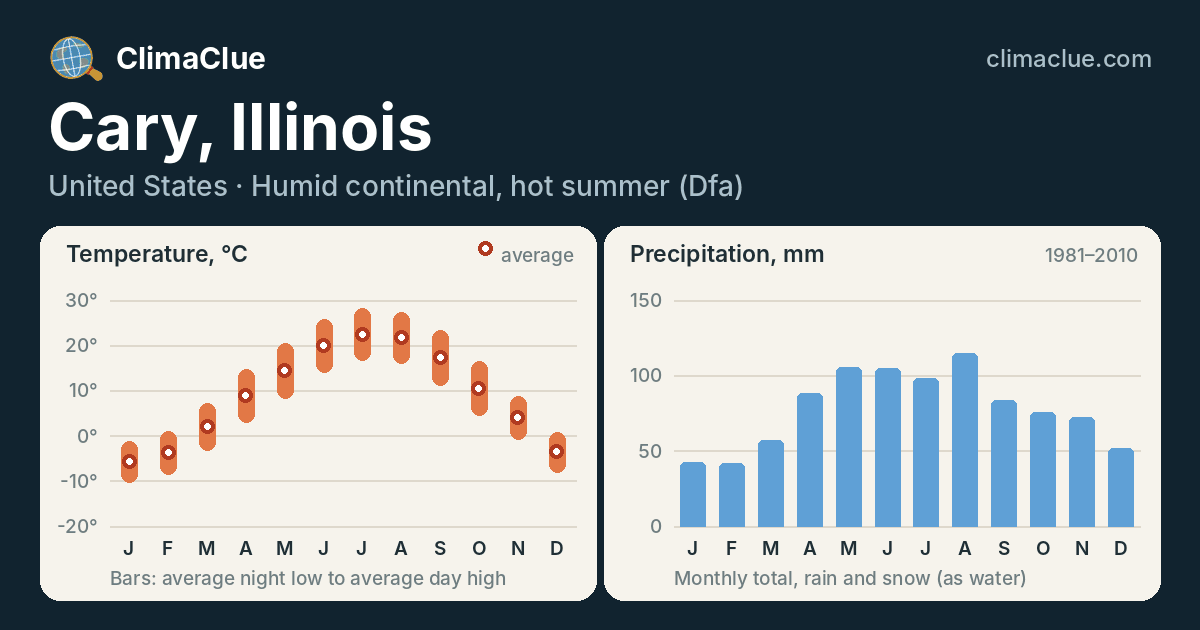 ClimaClue
climaclue.com
Cary, Illinois
United States · Humid continental, hot summer (Dfa)
Temperature, °C
average
30°
20°
10°
0°
-10°
-20°
J F M A M J J A S O N D
Bars: average night low to average day high
Precipitation, mm
1981–2010
150
100
50
0
J F M A M J J A S O N D
Monthly total, rain and snow (as water)